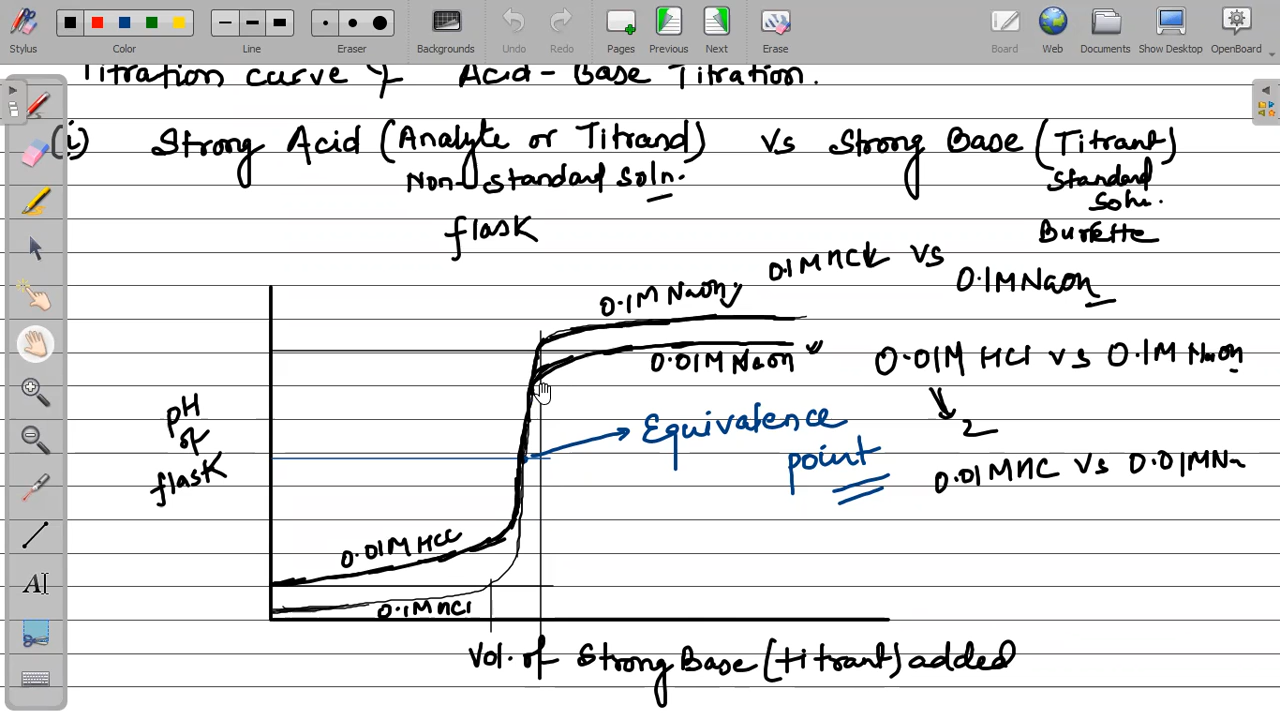 Stylus
Color
Line
Eraser
Backgrounds
Undo
Redo
Pages
Previous
Next
Erase
Board
Web
Documents
Show Desktop
OpenBoard
Titration curve of Acid-Base Titration.
(i) Strong Acid (Analyte or Titrand) Vs Strong Base (Titrant)
Non-Standard Soln.
Standard
Soln.
flask
Burette
0.1M HCl vs
0.1M NaOH
0.1M NaOH
0.01M NaOH
0.01M HCl vs 0.1M NaOH
2
0.01M HC vs 0.01M Na
Equivalence
point
pH
of
flask
0.01M HCl
0.1M HCl
Vol. of Strong Base (titrant) added